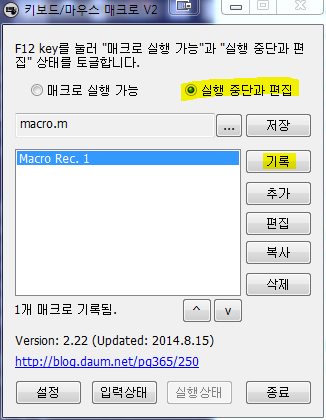 키보드/마우스 매크로 V2
F12 key를 눌러 "매크로 실행 가능"과 "실행 중단과 편
집" 상태를 토글합니다.
매크로 실행 가능 실행 중단과 편집
macro.m ... 저장
Macro Rec. 1
기록
추가
편집
복사
삭제
1개 매크로 기록됨. ^ v
Version: 2.22 (Updated: 2014.8.15)
http://blog.daum.net/pg365/250
설정 입력상태 실행상태 종료